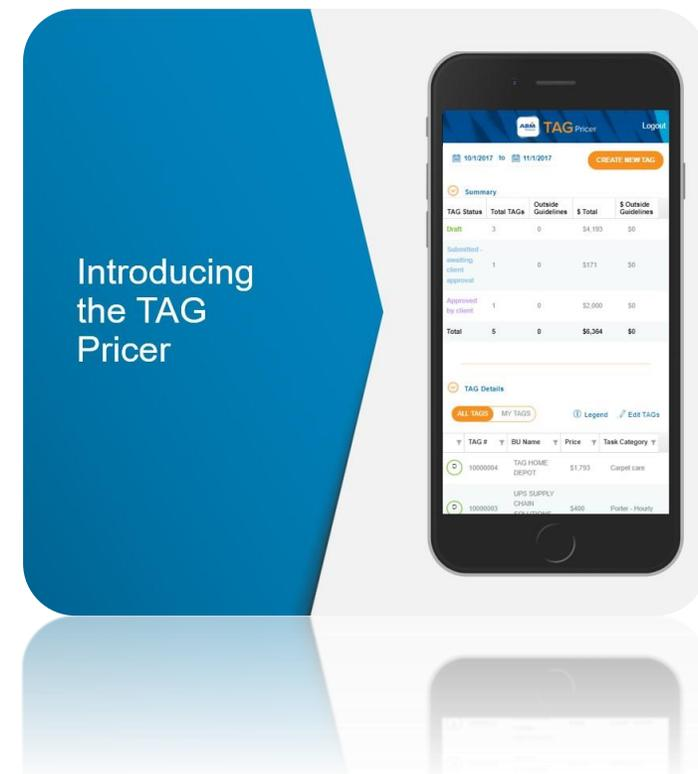 Introducing
the TAG
Pricer
ABM
TAG Pricer
Logout
10/1/2017 to 11/1/2017
CREATE NEW TAG
Summary
TAG Status Total TAGs Outside Guidelines $ Total $ Outside Guidelines
Draft 3 0 $4,193 $0
Submitted -
awaiting
client
approval 1 0 $171 $0
Approved
by client 1 0 $2,000 $0
Total 5 0 $6,364 $0
TAG Details
ALL TAGS MY TAGS Legend Edit TAGs
TAG # BU Name Price Task Category
10000004 TAG HOME DEPOT $1,793 Carpet care
10000003 UPS SUPPLY CHAIN SOLUTIONS $400 Porter - Hourly